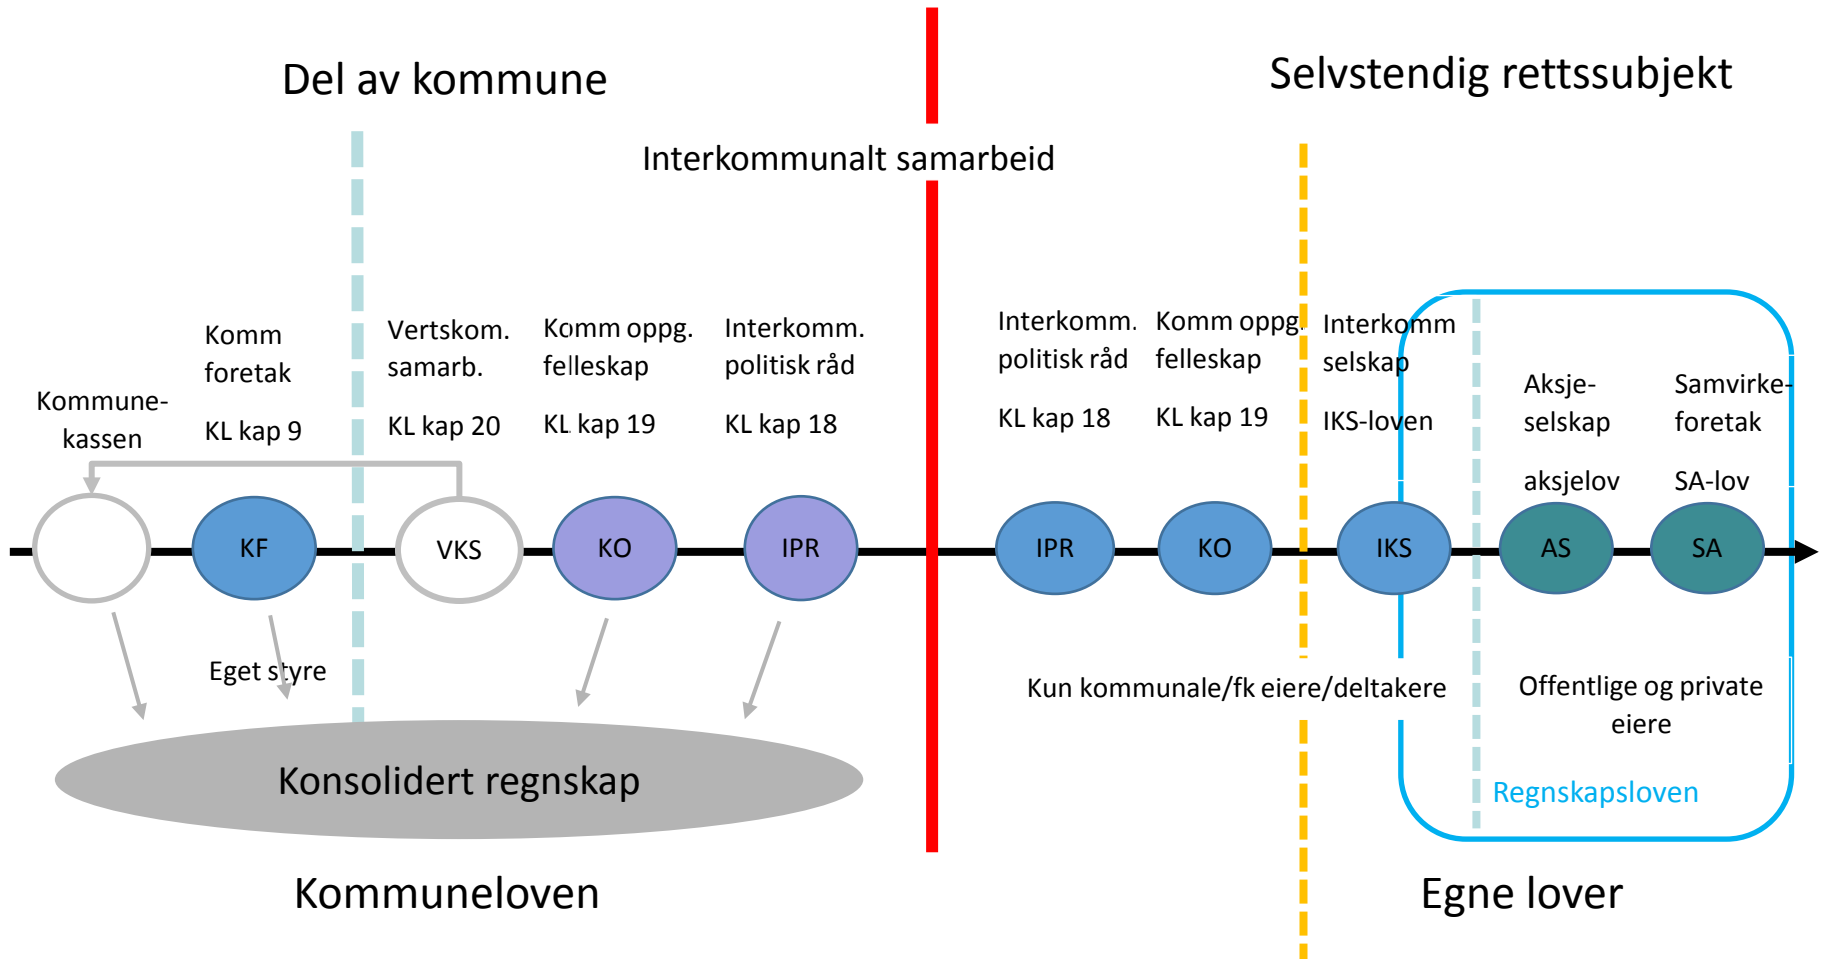 Del av kommune
Selvstendig rettssubjekt
Interkommunalt samarbeid
Kommune-
kassen
Komm
foretak
KL kap 9
Vertskom.
samarb.
KL kap 20
Komm oppg.
felleskap
KL kap 19
Interkomm.
politisk råd
KL kap 18
Interkomm.
politisk råd
KL kap 18
Komm oppg.
felleskap
KL kap 19
Interkomm
selskap
IKS-loven
Aksje-
selskap
aksjelov
Samvirke-
foretak
SA-lov
KF
VKS
KO
IPR
IPR
KO
IKS
AS
SA
Eget styre
Kun kommunale/fk eiere/deltakere
Offentlige og private
eiere
Konsolidert regnskap
Regnskapsloven
Kommuneloven
Egne lover